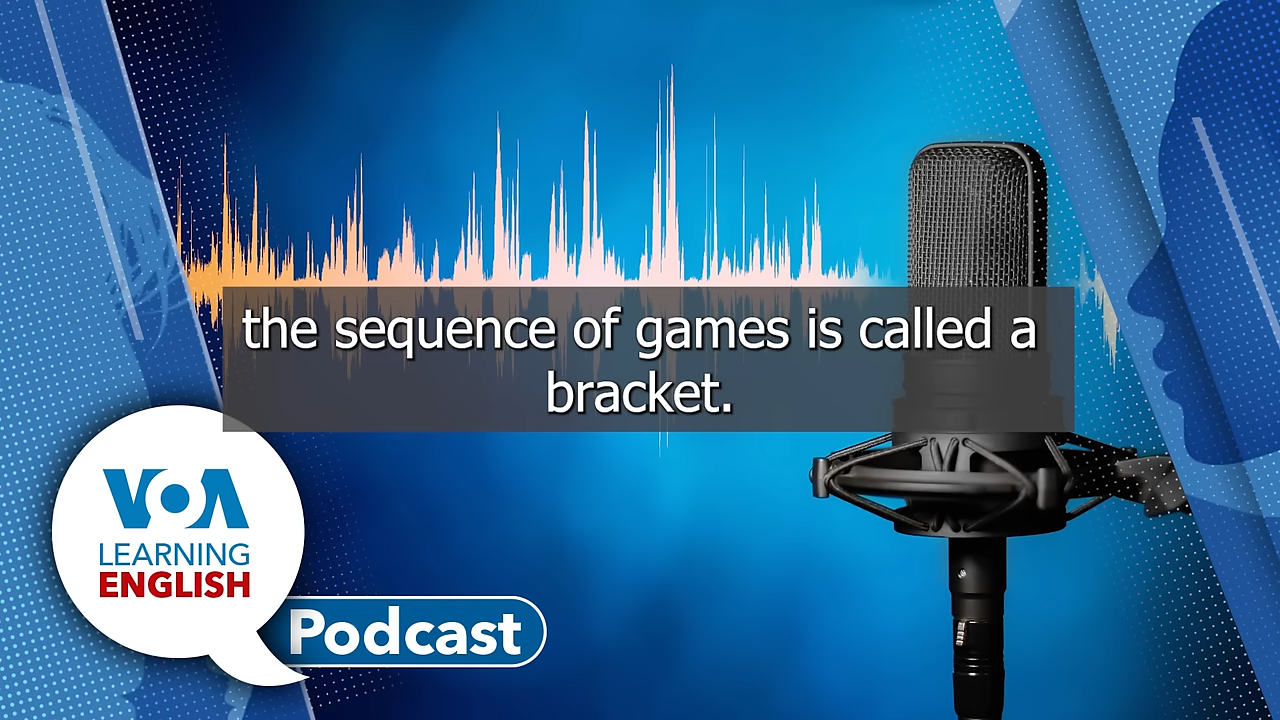 the sequence of games is called a
bracket.
VOA
LEARNING
ENGLISH
Podcast